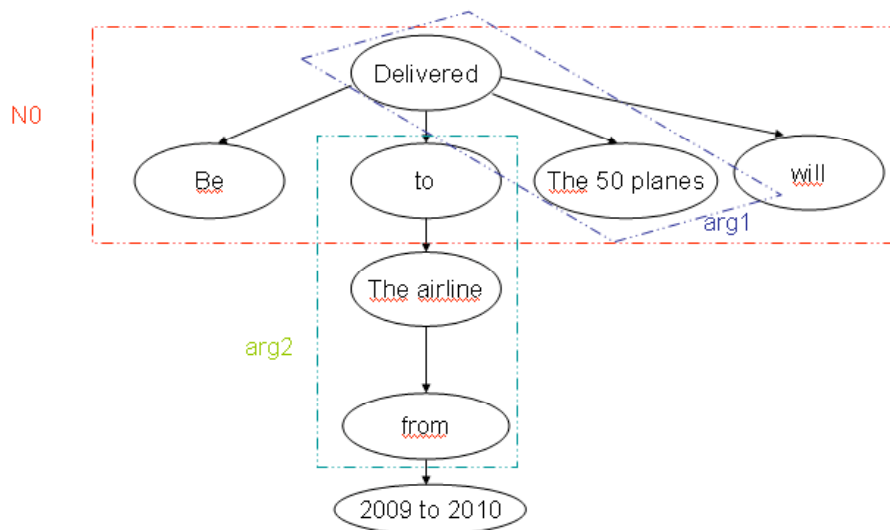 Delivered
N0
Be
to
The 50 planes
will
arg1
The airline
arg2
from
2009 to 2010